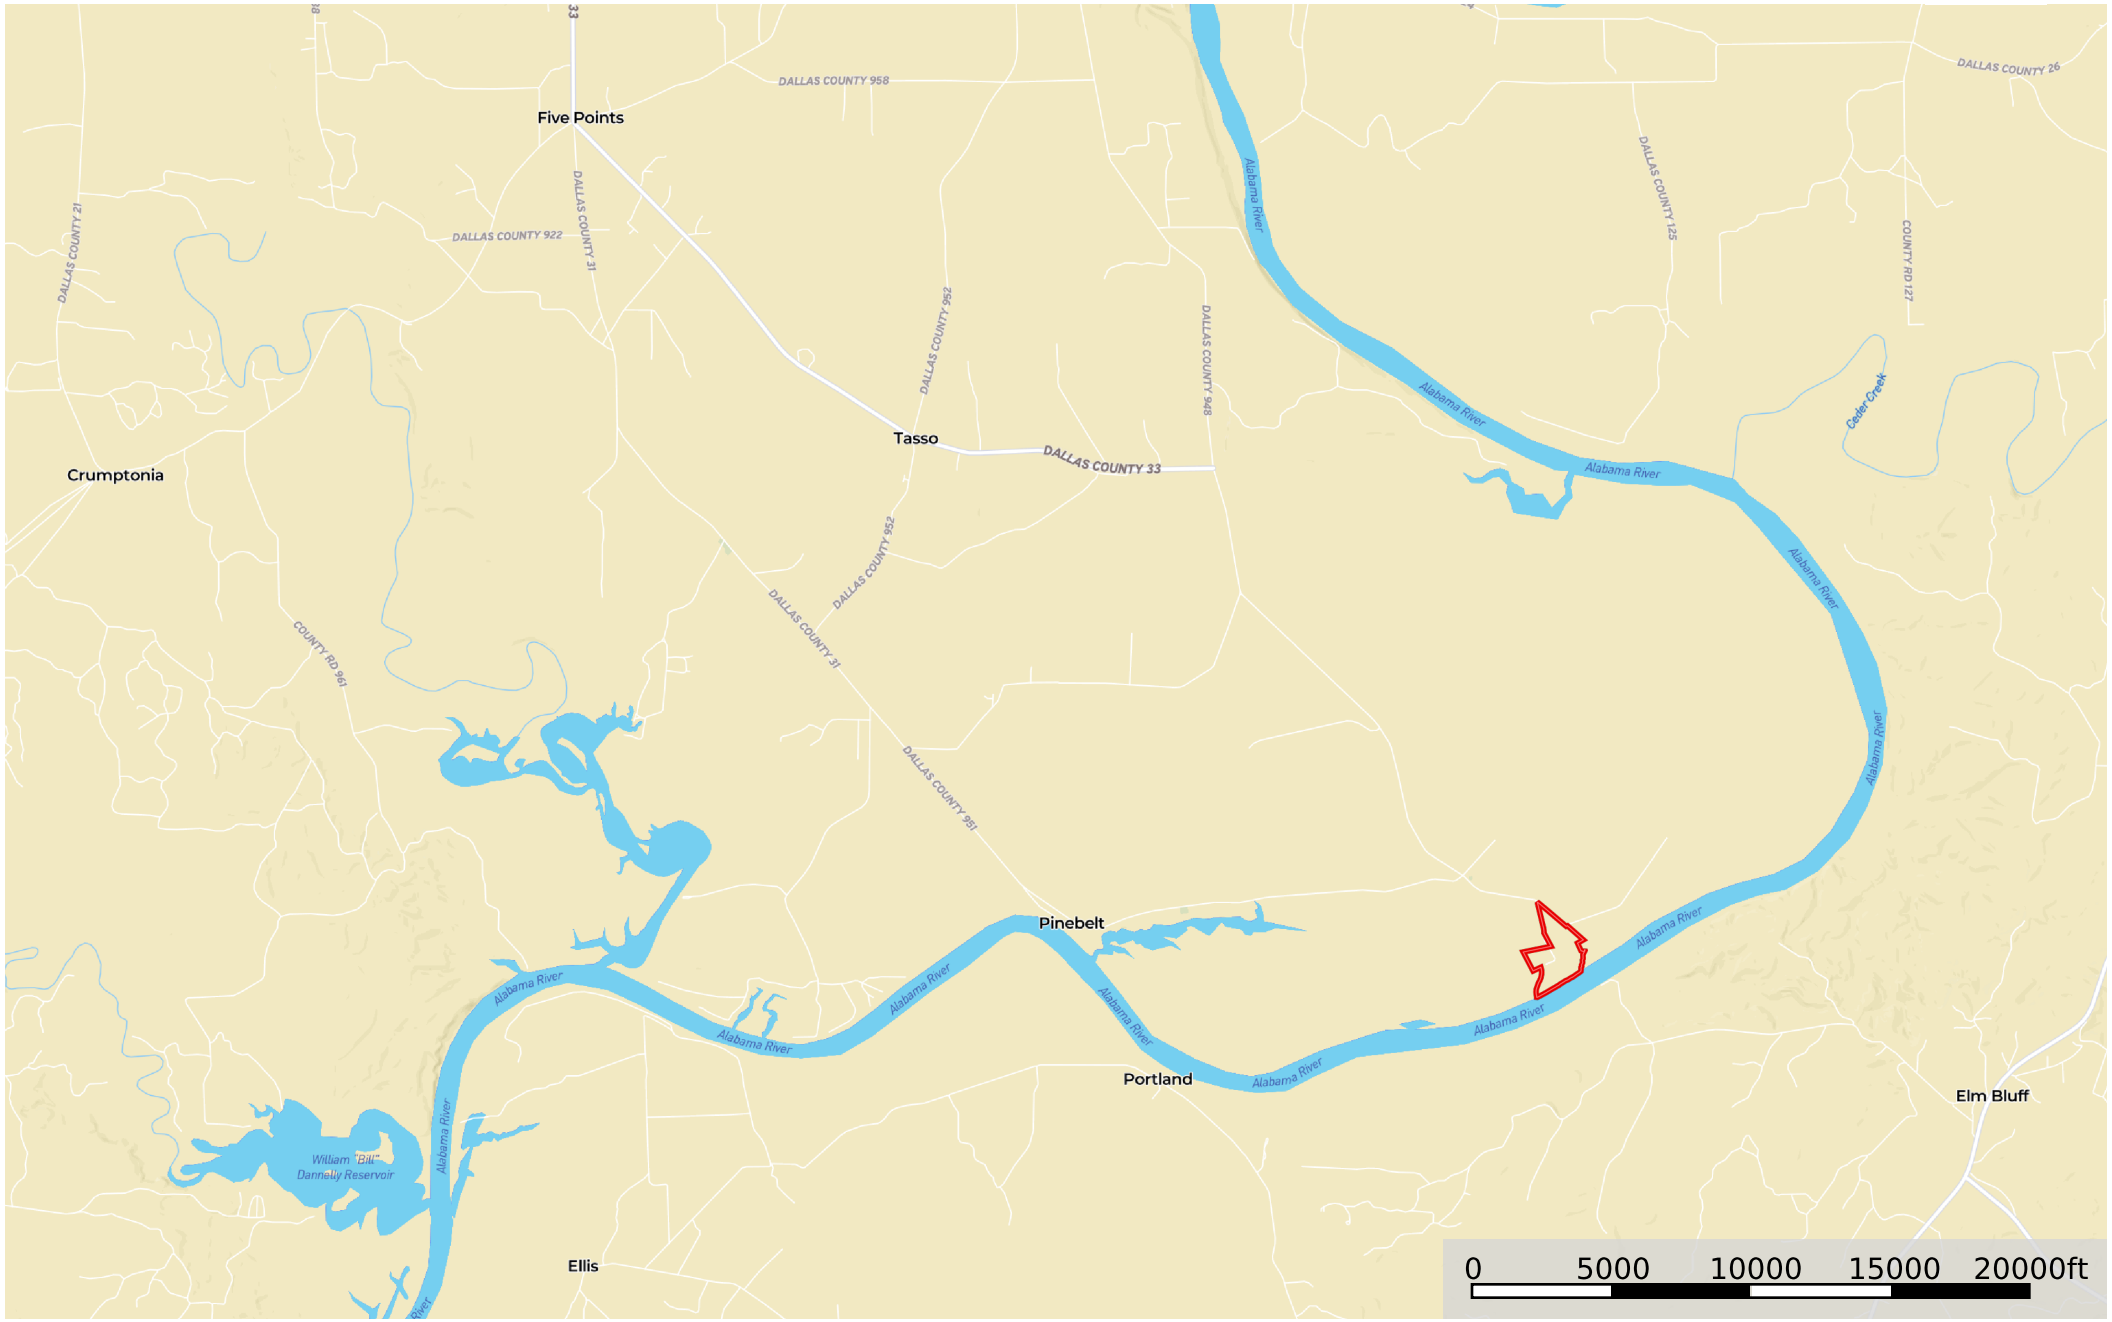 33
DALLAS COUNTY 26
DALLAS COUNTY 958
Five Points
Alabama River
DALLAS COUNTY 125
DALLAS COUNTY 21
DALLAS COUNTY 31
DALLAS COUNTY 922
COUNTY RD 127
DALLAS COUNTY 952
DALLAS COUNTY 948
Alabama River
Ceder Creek
Tasso
DALLAS COUNTY 33
Alabama River
Crumptonia
DALLAS COUNTY 952
Alabama River
DALLAS COUNTY 31
COUNTY RD 961
Alabama River
DALLAS COUNTY 951
Pinebelt
Alabama River
Alabama River
Alabama River
Alabama River
Alabama River
Alabama River
Alabama River
Portland
Elm Bluff
Alabama River
William "Bill"
Dannelly Reservoir
Ellis
River
0 5000 10000 15000 20000ft